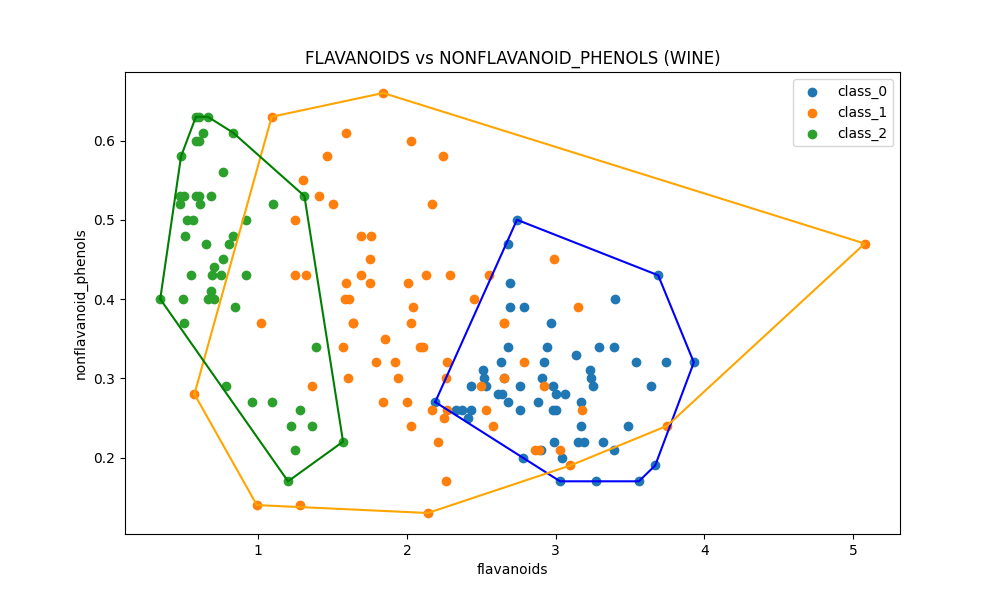 FLAVANOIDS vs NONFLAVANOID_PHENOLS (WINE)
class_0
class_1
class_2
0.6
0.5
0.4
0.3
0.2
nonflavanoid_phenols
1 2 3 4 5
flavanoids